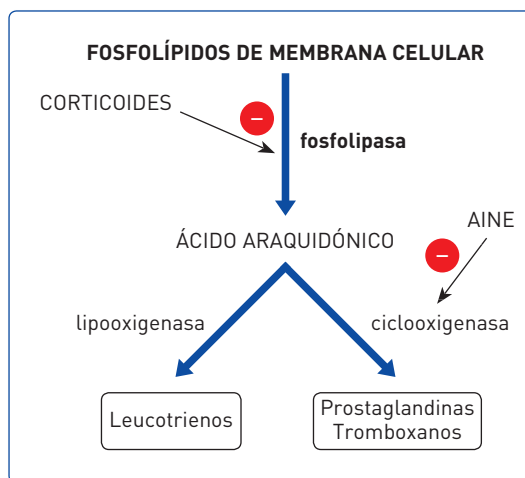 FOSFOLÍPIDOS DE MEMBRANA CELULAR
CORTICOIDES
–
fosfolipasa
ÁCIDO ARAQUIDÓNICO
AINE
–
lipooxigenasa
ciclooxigenasa
Leucotrienos
Prostaglandinas
Tromboxanos